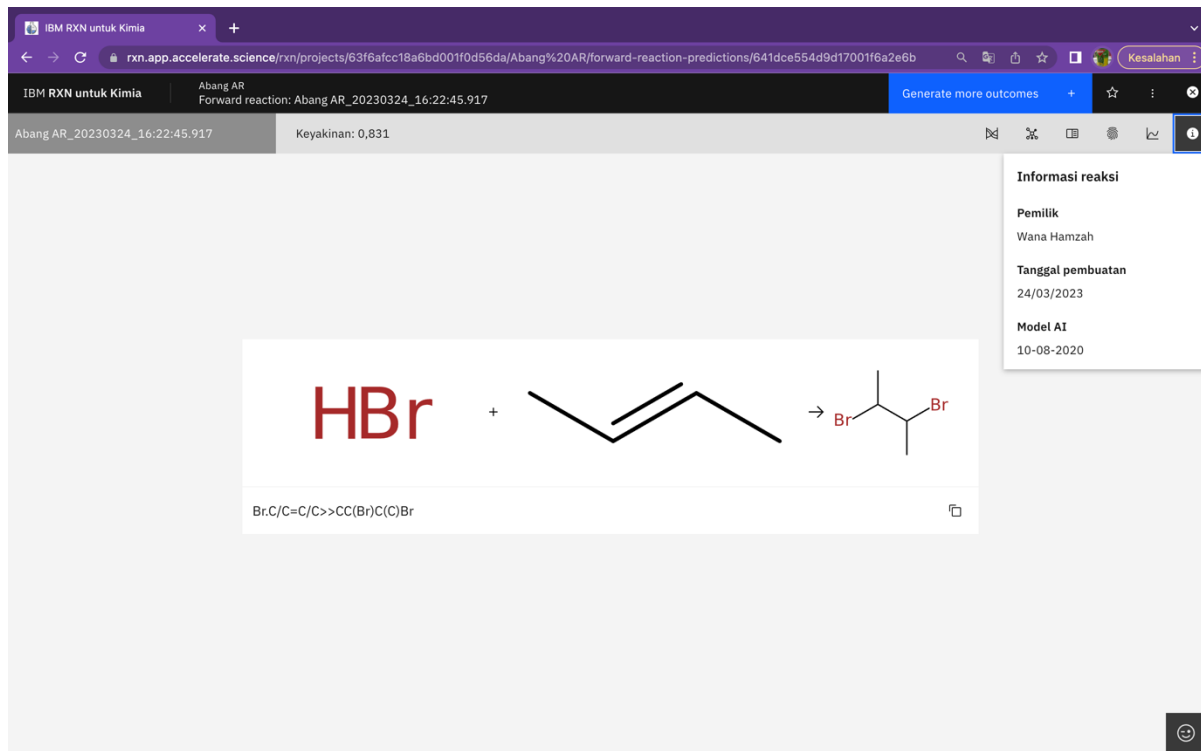 IBM RXN untuk Kimia
rxn.app.accelerate.science/rxn/projects/63f6afcc18a6bd001f0d56da/Abang%20AR/forward-reaction-predictions/641dce554d9d17001f6a2e6b
Kesalahan
IBM RXN untuk Kimia
Abang AR
Forward reaction: Abang AR_20230324_16:22:45.917
Generate more outcomes +
Abang AR_20230324_16:22:45.917
Keyakinan: 0,831
Informasi reaksi
Pemilik
Wana Hamzah
Tanggal pembuatan
24/03/2023
Model AI
10-08-2020
HBr + → Br Br
Br.C/C=C/C>>CC(Br)C(C)Br